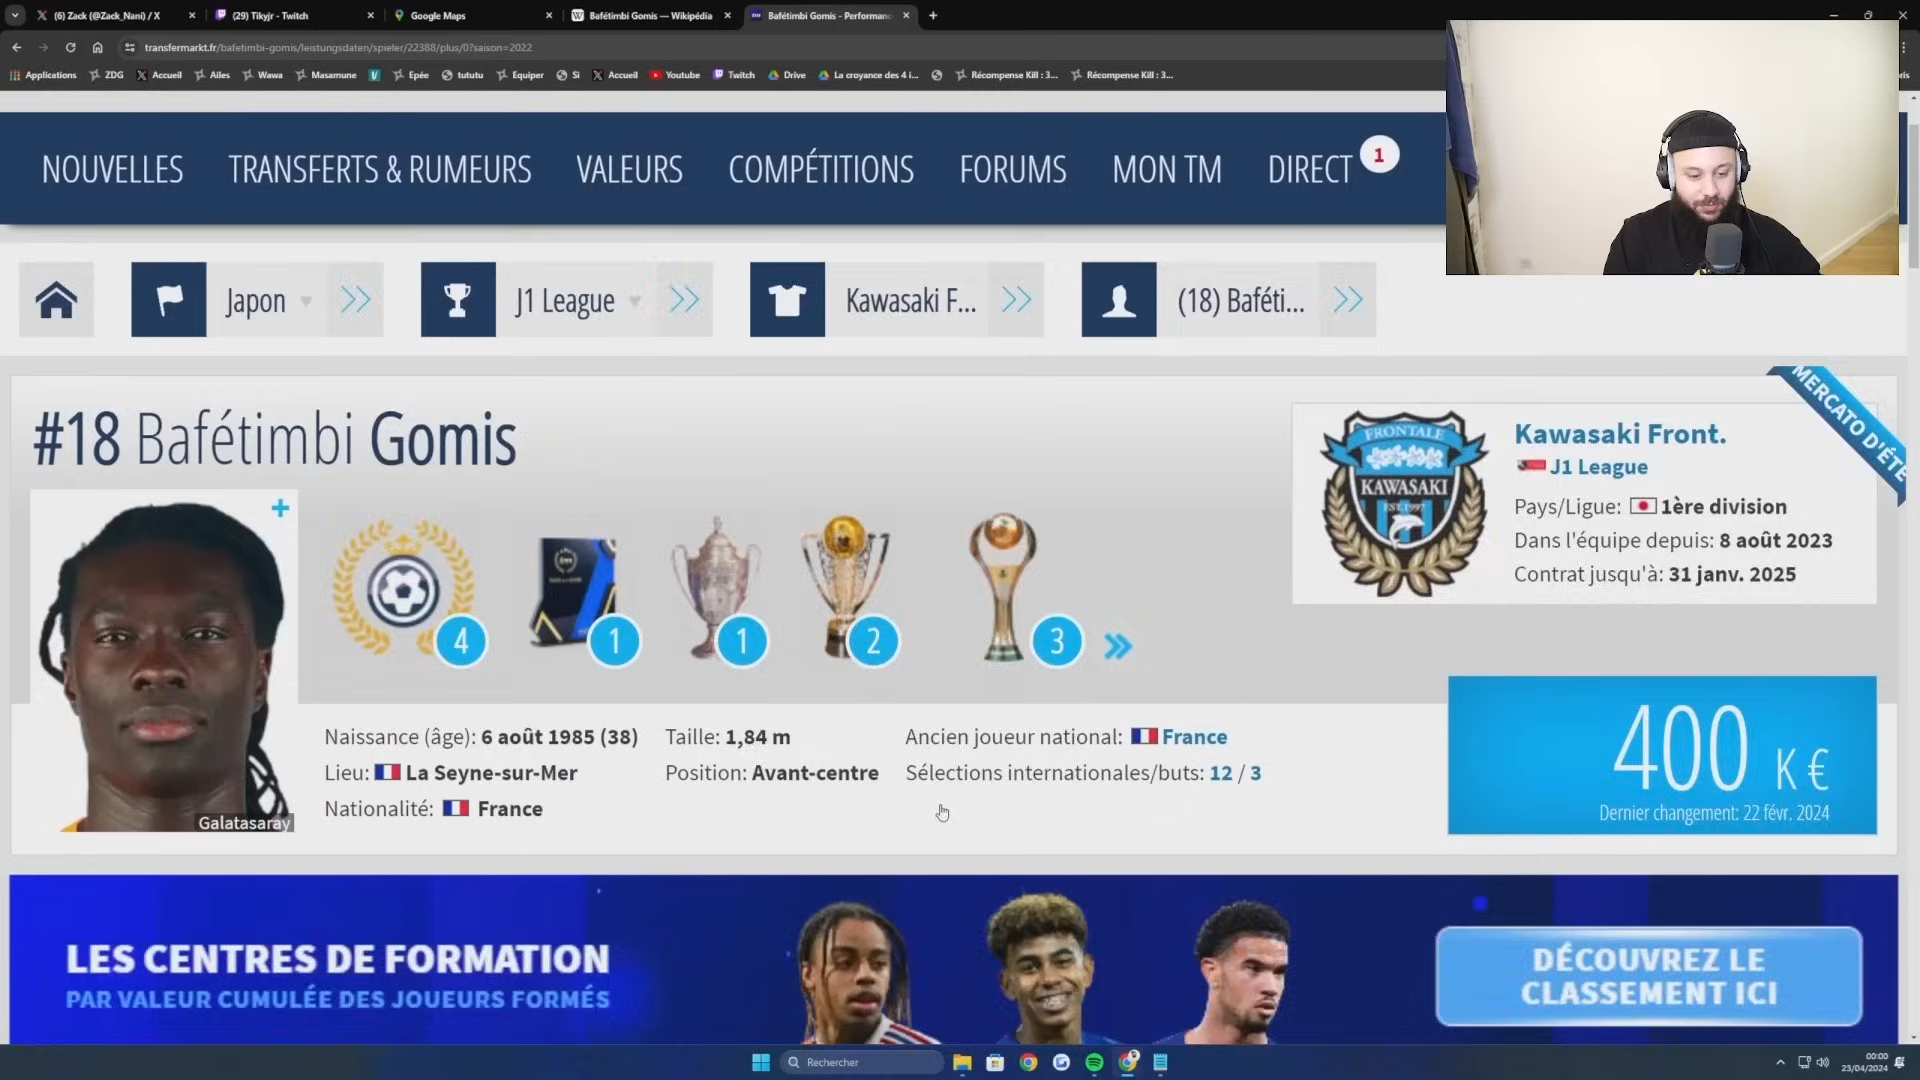 (6) Zack (@Zack_Nani) / X
(29) Tikyjr - Twitch
Google Maps
Bafétimbi Gomis — Wikipédia
Bafétimbi Gomis - Performanc
transfermarkt.fr/bafetimbi-gomis/leistungsdaten/spieler/22388/plus/0?saison=2022
Applications ZDG Accueil Ailes Wawa Masamune Epée tututu Equiper Si Accueil Youtube Twitch Drive La croyance des 4 i... Récompense Kill : 3... Récompense Kill : 3...
NOUVELLES TRANSFERTS & RUMEURS VALEURS COMPÉTITIONS FORUMS MON TM DIRECT 1
Japon J1 League Kawasaki F... (18) Baféti...
#18 Bafétimbi Gomis
MERCATO D'ÉTÉ
FRONTALE
KAWASAKI
EST.1997
Kawasaki Front.
J1 League
Pays/Ligue: 1ère division
Dans l'équipe depuis: 8 août 2023
Contrat jusqu'à: 31 janv. 2025
4 1 1 2 3
Galatasaray
Naissance (âge): 6 août 1985 (38)
Lieu: La Seyne-sur-Mer
Nationalité: France
Taille: 1,84 m
Position: Avant-centre
Ancien joueur national: France
Sélections internationales/buts: 12 / 3
400 K €
Dernier changement: 22 févr. 2024
LES CENTRES DE FORMATION
PAR VALEUR CUMULÉE DES JOUEURS FORMÉS
DÉCOUVREZ LE
CLASSEMENT ICI
Rechercher
00:00
23/04/2024